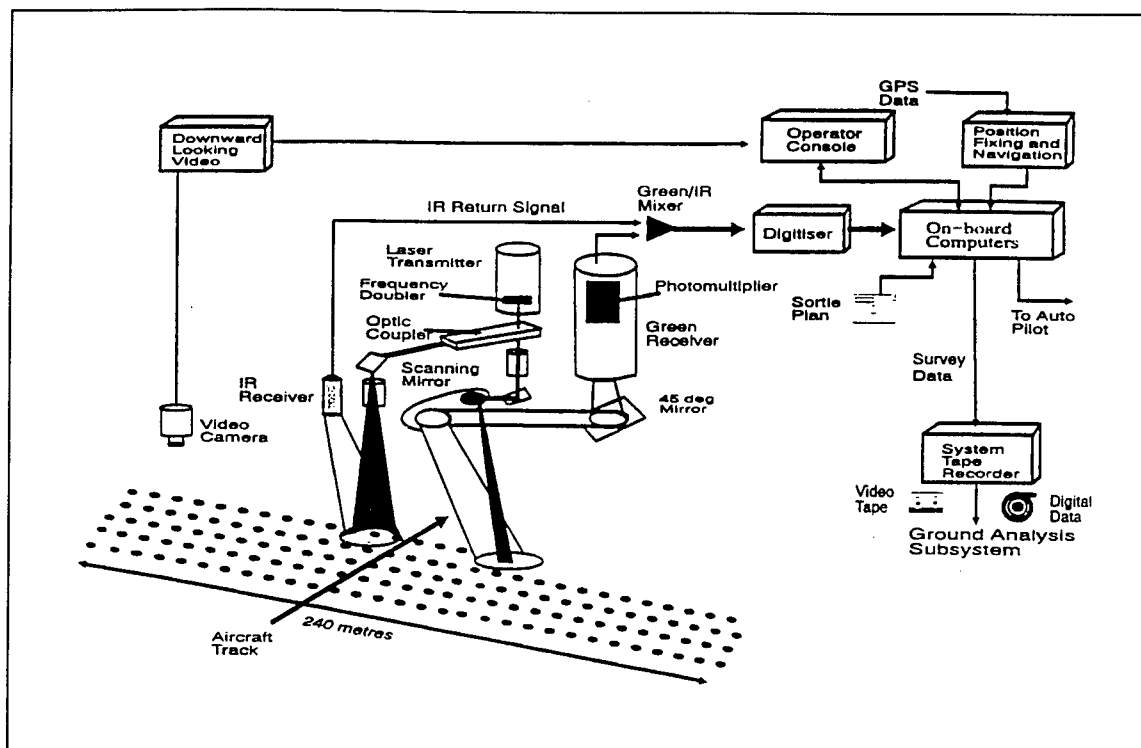 GPS
Data
Downward
Looking
Video
Operator
Console
Position
Fixing and
Navigation
Green/IR
Mixer
IR Return Signal
Digitiser
On-board
Computers
Laser
Transmitter
Frequency
Doubler
Photomultiplier
Sortie
Plan
To Auto
Pilot
Optic
Coupler
Green
Receiver
Survey
Data
Scanning
Mirror
IR
Receiver
45 deg
Mirror
Video
Camera
System
Tape
Recorder
Video
Tape
Digital
Data
Ground Analysis
Subsystem
240 metres
Aircraft
Track